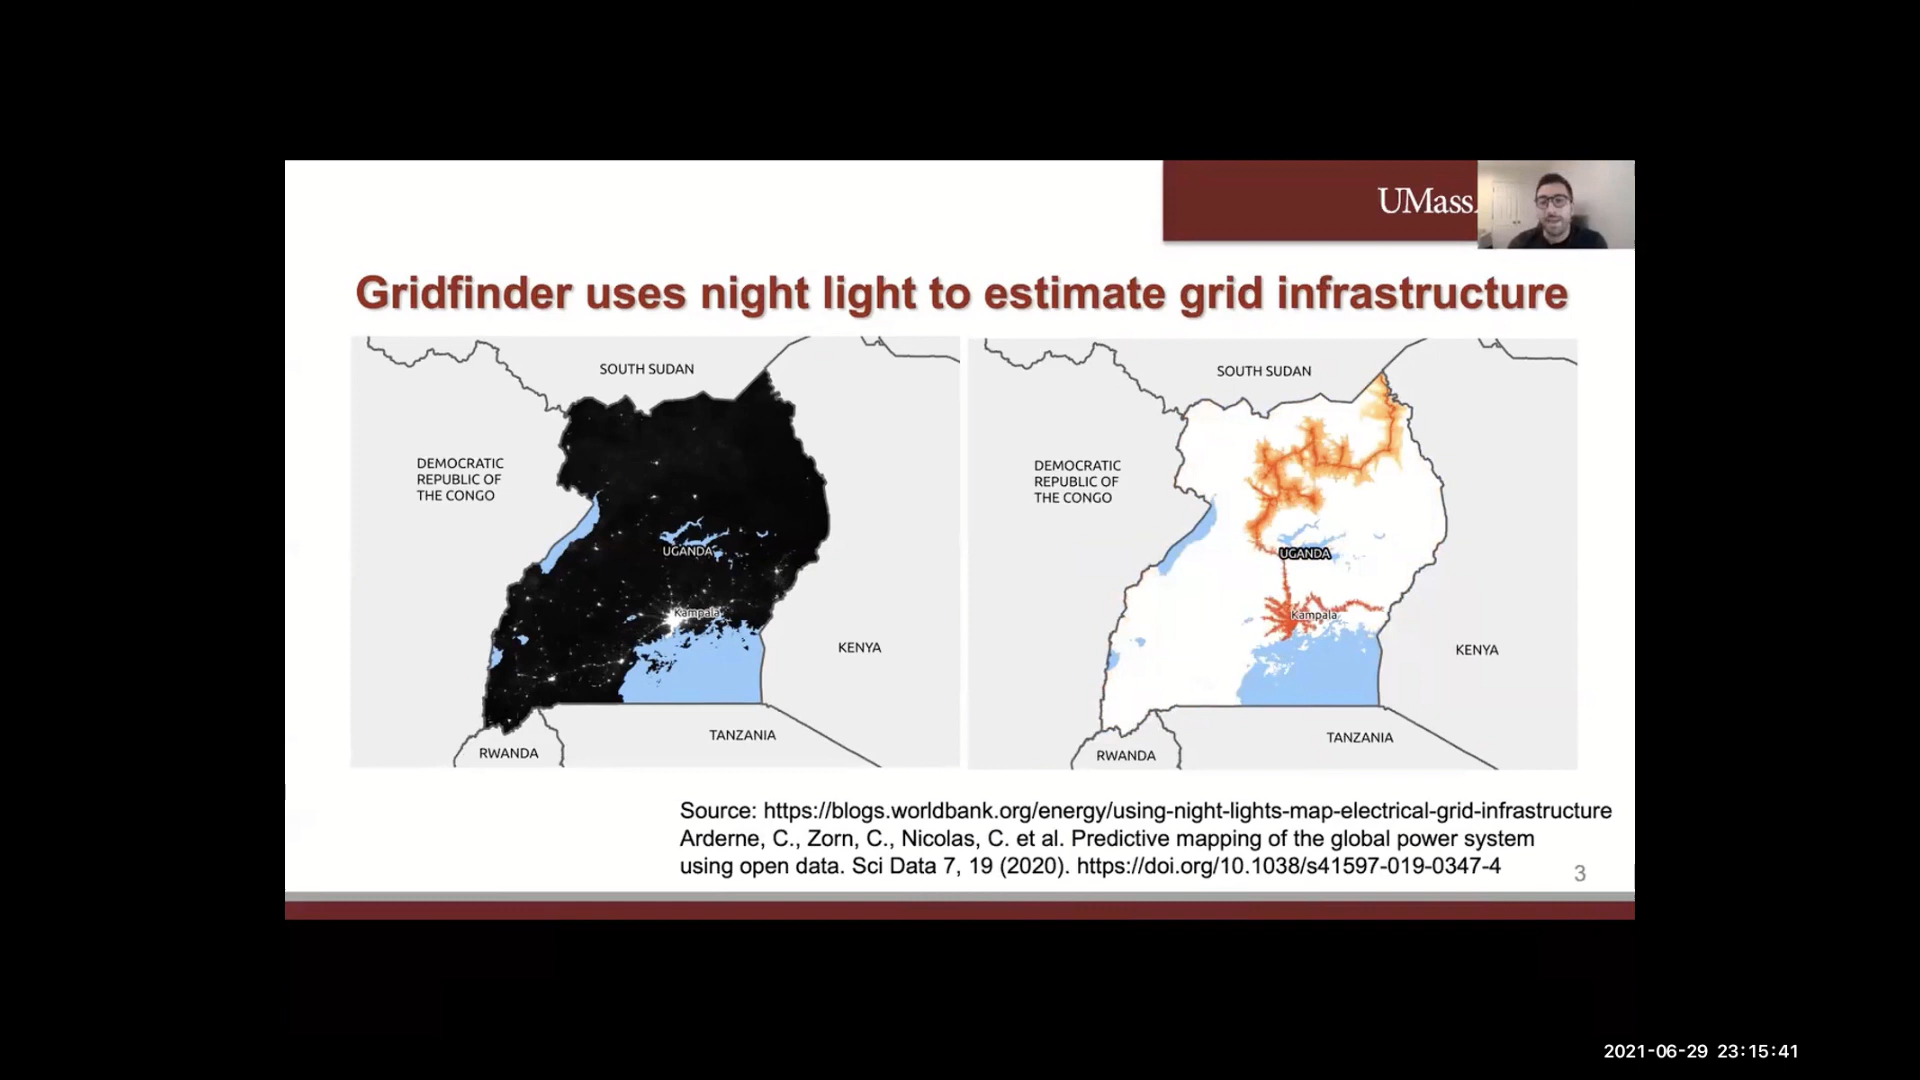 UMass
Gridfinder uses night light to estimate grid infrastructure
SOUTH SUDAN
DEMOCRATIC
REPUBLIC OF
THE CONGO
UGANDA
Kampala
KENYA
TANZANIA
RWANDA
SOUTH SUDAN
DEMOCRATIC
REPUBLIC OF
THE CONGO
UGANDA
Kampala
KENYA
TANZANIA
RWANDA
Source: https://blogs.worldbank.org/energy/using-night-lights-map-electrical-grid-infrastructure
Arderne, C., Zorn, C., Nicolas, C. et al. Predictive mapping of the global power system
using open data. Sci Data 7, 19 (2020). https://doi.org/10.1038/s41597-019-0347-4
3
2021-06-29 23:15:41